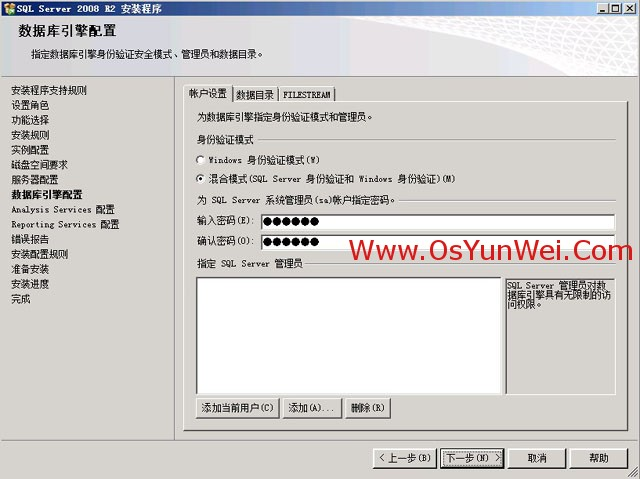 SQL Server 2008 R2 安装程序
数据库引擎配置
指定数据库引擎身份验证安全模式、管理员和数据目录。
安装程序支持规则
设置角色
功能选择
安装规则
实例配置
磁盘空间要求
服务器配置
数据库引擎配置
Analysis Services 配置
Reporting Services 配置
错误报告
安装配置规则
准备安装
安装进度
完成
帐户设置 数据目录 FILESTREAM
为数据库引擎指定身份验证模式和管理员。
身份验证模式
Windows 身份验证模式(W)
混合模式(SQL Server 身份验证和 Windows 身份验证)(M)
为 SQL Server 系统管理员(sa)帐户指定密码。
输入密码(E): ●●●●●●
确认密码(O): ●●●●●●
Www.OsYunWei.Com
指定 SQL Server 管理员
SQL Server 管理员对数
据库引擎具有无限制的访
问权限。
添加当前用户(C) 添加(A)... 删除(R)
< 上一步(B) 下一步(N) > 取消 帮助